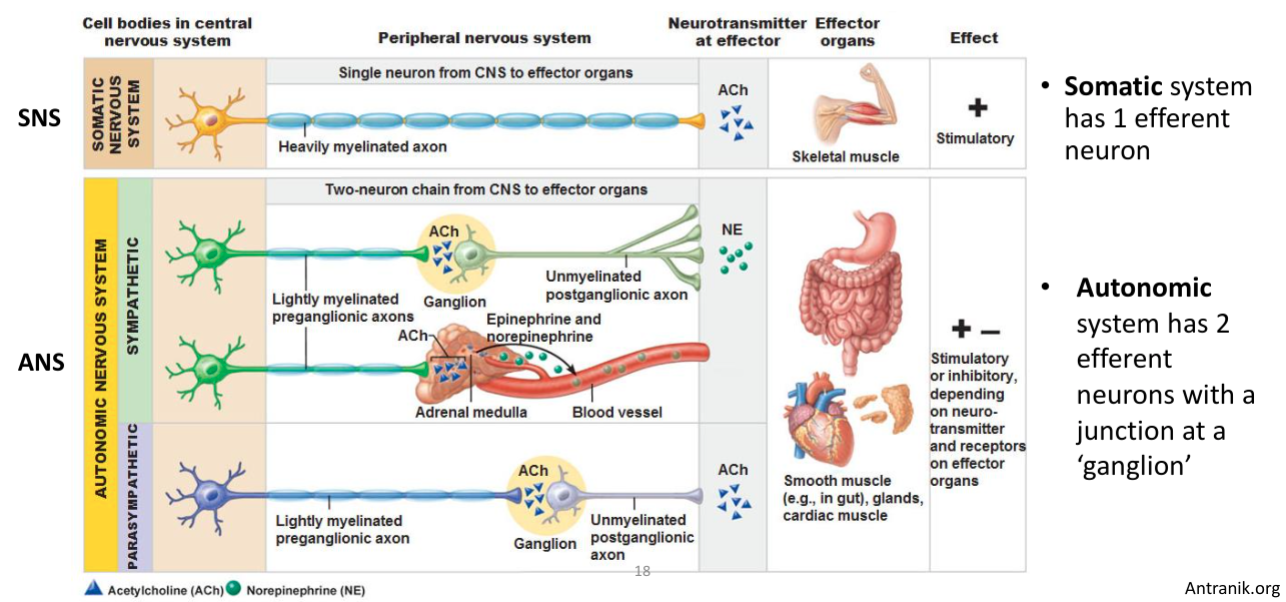 Cell bodies in central
nervous system
Peripheral nervous system
Neurotransmitter
at effector
Effector
organs
Effect
SNS
SOMATIC
NERVOUS
SYSTEM
Single neuron from CNS to effector organs
Heavily myelinated axon
ACh
Skeletal muscle
+
Stimulatory
• Somatic system
has 1 efferent
neuron
ANS
AUTONOMIC NERVOUS SYSTEM
SYMPATHETIC
Two-neuron chain from CNS to effector organs
ACh
Ganglion
Lightly myelinated
preganglionic axons
Unmyelinated
postganglionic axon
NE
ACh
Epinephrine and
norepinephrine
Adrenal medulla
Blood vessel
PARASYMPATHETIC
Lightly myelinated
preganglionic axon
ACh
Ganglion
Unmyelinated
postganglionic
axon
ACh
Smooth muscle
(e.g., in gut), glands,
cardiac muscle
+ −
Stimulatory
or inhibitory,
depending
on neuro-
transmitter
and receptors
on effector
organs
• Autonomic
system has 2
efferent
neurons with a
junction at a
‘ganglion’
18
Acetylcholine (ACh) Norepinephrine (NE)
Antranik.org